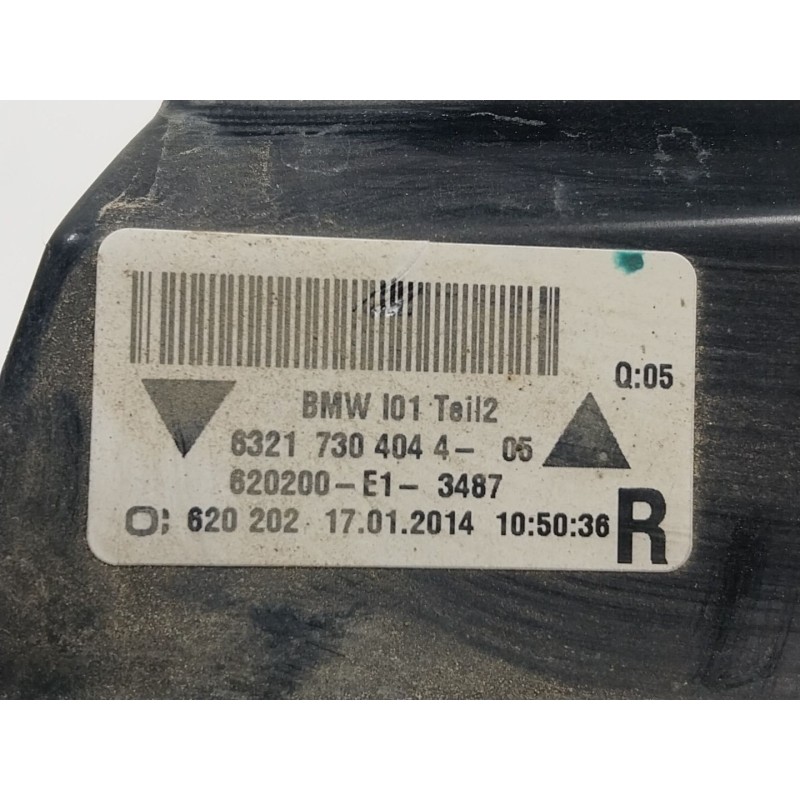 Q:05
BMW I01 Teil2
6321 730 404 4- 05
620200-E1- 3487
620 202 17.01.2014 10:50:36 R